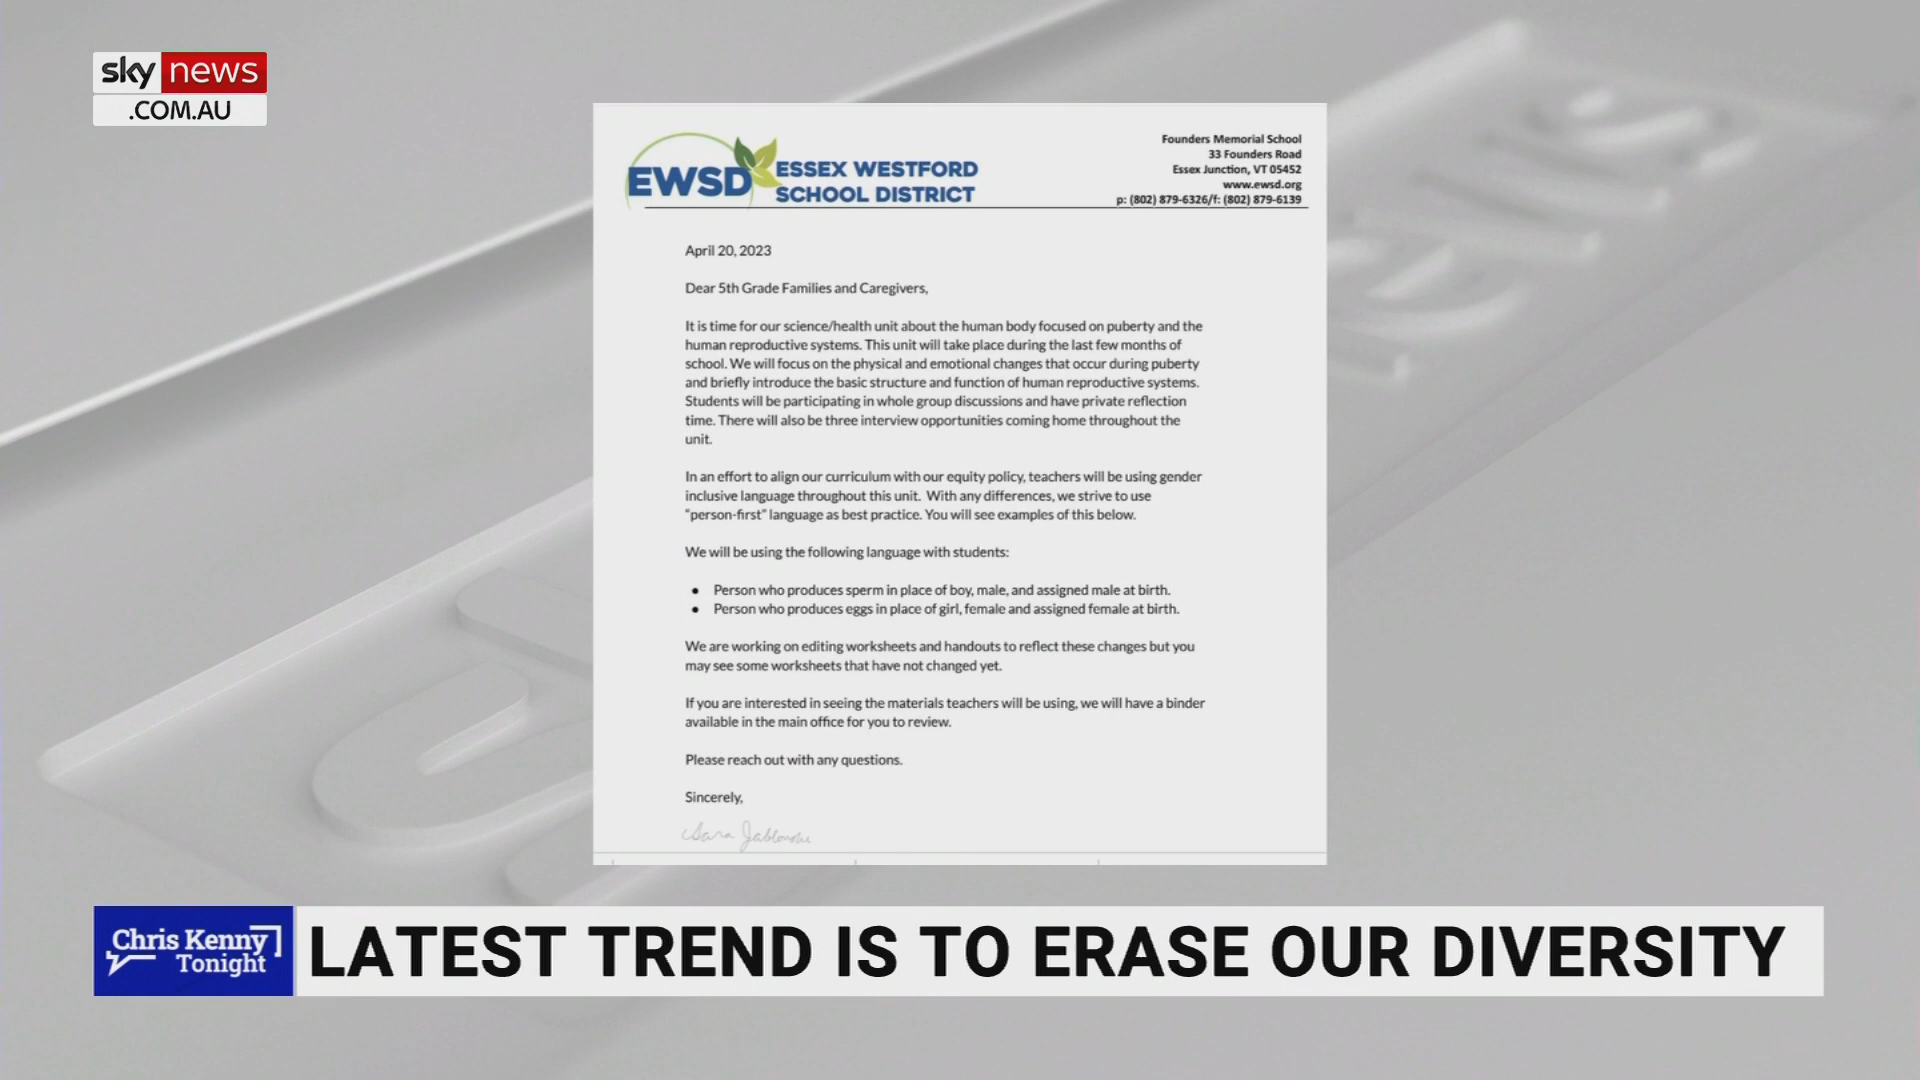 sky news
.COM.AU
EWSD ESSEX WESTFORD
SCHOOL DISTRICT
Founders Memorial School
33 Founders Road
Essex Junction, VT 05452
www.ewsd.org
p: (802) 879-6326/f: (802) 879-6139
April 20, 2023
Dear 5th Grade Families and Caregivers,
It is time for our science/health unit about the human body focused on puberty and the
human reproductive systems. This unit will take place during the last few months of
school. We will focus on the physical and emotional changes that occur during puberty
and briefly introduce the basic structure and function of human reproductive systems.
Students will be participating in whole group discussions and have private reflection
time. There will also be three interview opportunities coming home throughout the
unit.
In an effort to align our curriculum with our equity policy, teachers will be using gender
inclusive language throughout this unit.  With any differences, we strive to use
"person-first" language as best practice. You will see examples of this below.
We will be using the following language with students:
• Person who produces sperm in place of boy, male, and assigned male at birth.
• Person who produces eggs in place of girl, female and assigned female at birth.
We are working on editing worksheets and handouts to reflect these changes but you
may see some worksheets that have not changed yet.
If you are interested in seeing the materials teachers will be using, we will have a binder
available in the main office for you to review.
Please reach out with any questions.
Sincerely,
Sara
Chris Kenny
Tonight
LATEST TREND IS TO ERASE OUR DIVERSITY